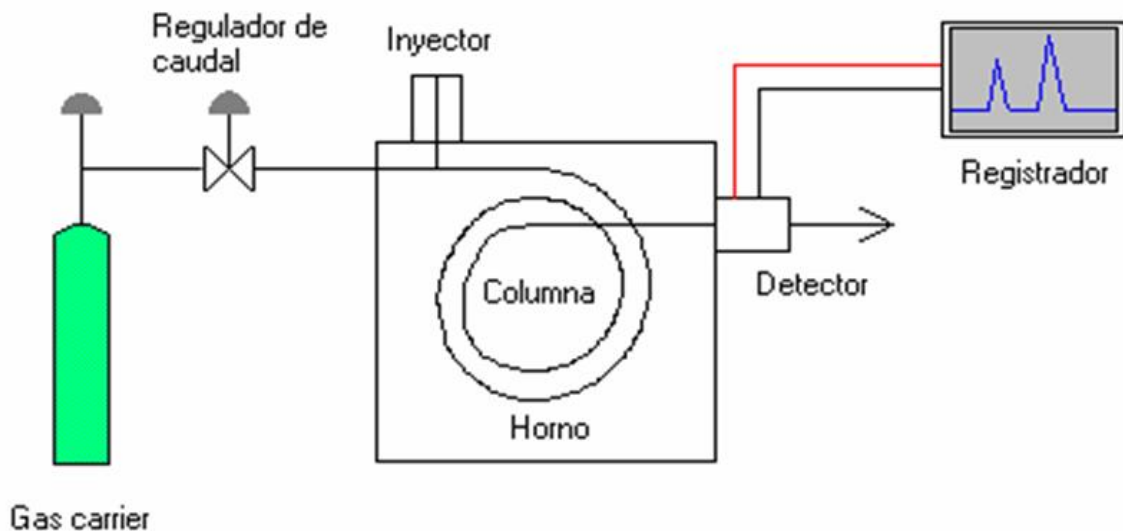 Regulador de
caudal
Inyector
Registrador
Detector
Columna
Horno
Gas carrier